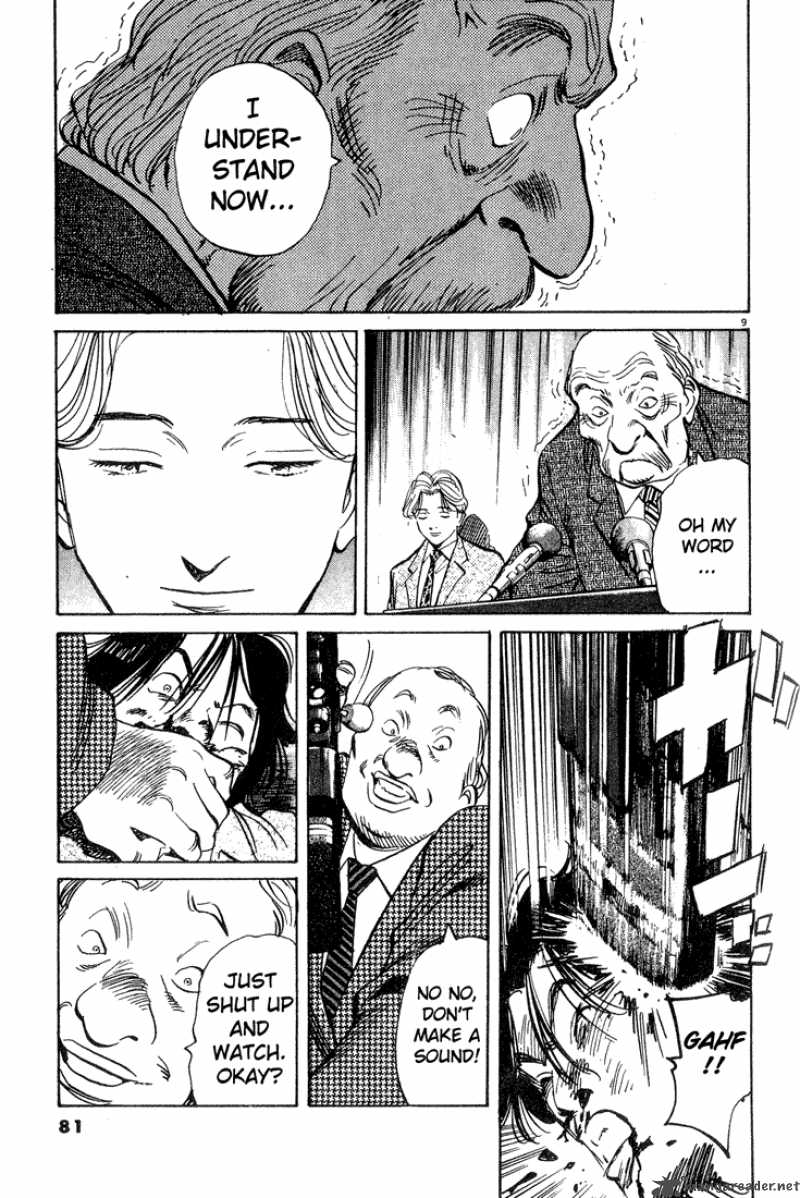 I
UNDER-
STAND
NOW...
9
OH MY
WORD
...
GAHF
!!
NO NO,
DON'T
MAKE A
SOUND!
JUST
SHUT UP
AND
WATCH.
OKAY?
81